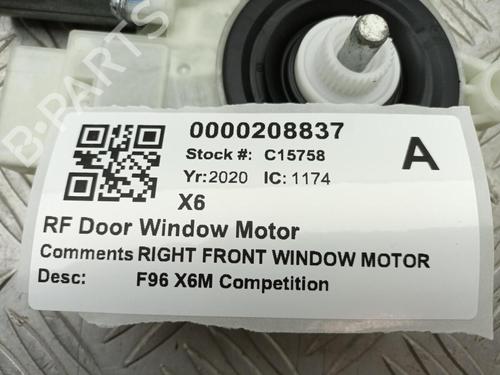 B-PARTS
0000208837
Stock #: C15758
A
Yr: 2020 IC: 1174
X6
RF Door Window Motor
Comments RIGHT FRONT WINDOW MOTOR
Desc: F96 X6M Competition